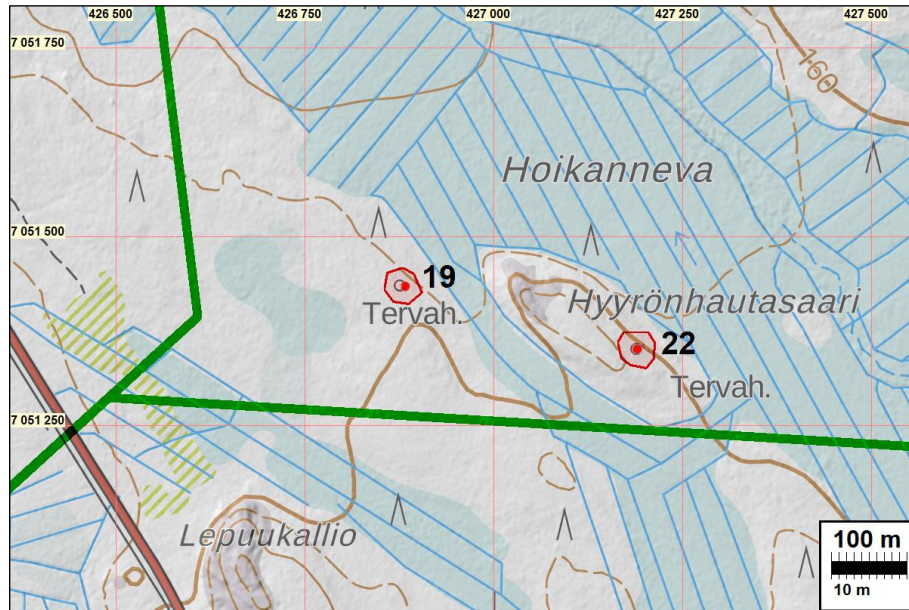 426 500
426 750
427 000
427 250
427 500
7 051 750
160
Hoikanneva
7 051 500
19
Tervah.
Hyyrönhautasaari
22
Tervah.
7 051 250
Lepuukallio
100 m
10 m